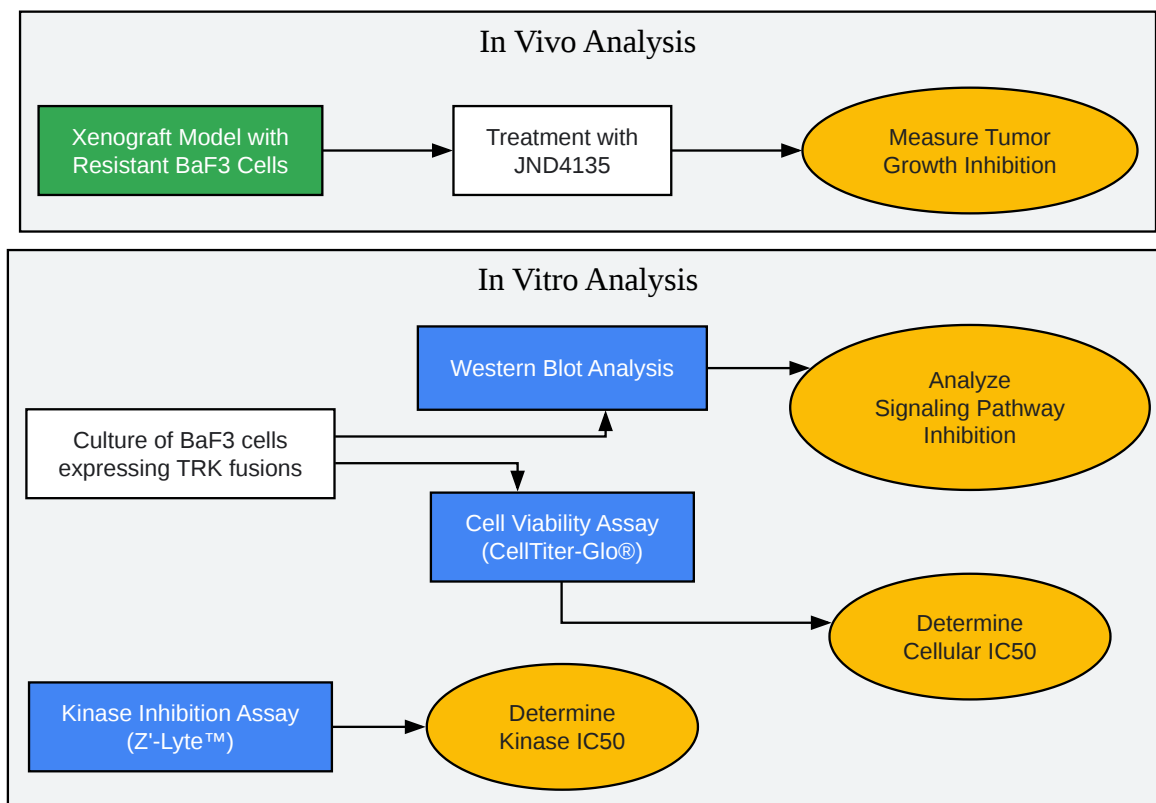 In Vivo Analysis
Xenograft Model with
Resistant BaF3 Cells
Treatment with
JND4135
Measure Tumor
Growth Inhibition
In Vitro Analysis
Western Blot Analysis
Analyze
Signaling Pathway
Inhibition
Culture of BaF3 cells
expressing TRK fusions
Cell Viability Assay
(CellTiter-Glo®)
Determine
Cellular IC50
Kinase Inhibition Assay
(Z'-Lyte™)
Determine
Kinase IC50